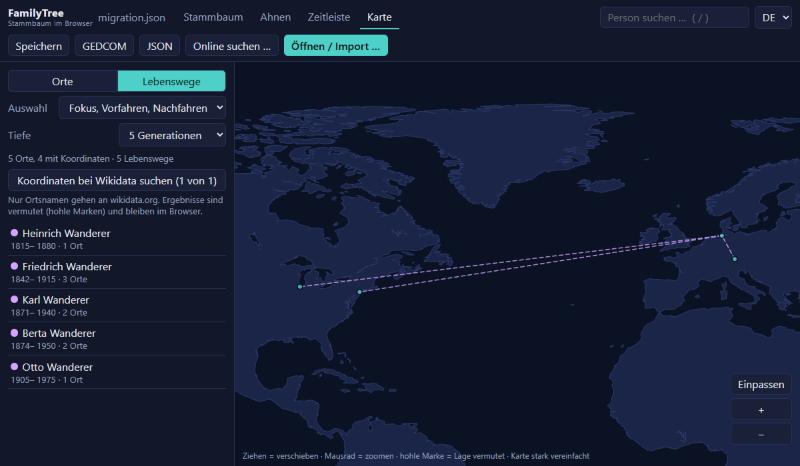 FamilyTree
Stammbaum im Browser
migration.json
Stammbaum
Ahnen
Zeitleiste
Karte
Person suchen ... ( / )
DE
Speichern
GEDCOM
JSON
Online suchen ...
Öffnen / Import ...
Orte
Lebenswege
Auswahl
Fokus, Vorfahren, Nachfahren
Tiefe
5 Generationen
5 Orte, 4 mit Koordinaten · 5 Lebenswege
Koordinaten bei Wikidata suchen (1 von 1)
Nur Ortsnamen gehen an wikidata.org. Ergebnisse sind
vermutet (hohle Marken) und bleiben im Browser.
Heinrich Wanderer
1815– 1880 · 1 Ort
Friedrich Wanderer
1842– 1915 · 3 Orte
Karl Wanderer
1871– 1940 · 2 Orte
Berta Wanderer
1874– 1950 · 2 Orte
Otto Wanderer
1905– 1975 · 1 Ort
Einpassen
+
−
Ziehen = verschieben · Mausrad = zoomen · hohle Marke = Lage vermutet · Karte stark vereinfacht